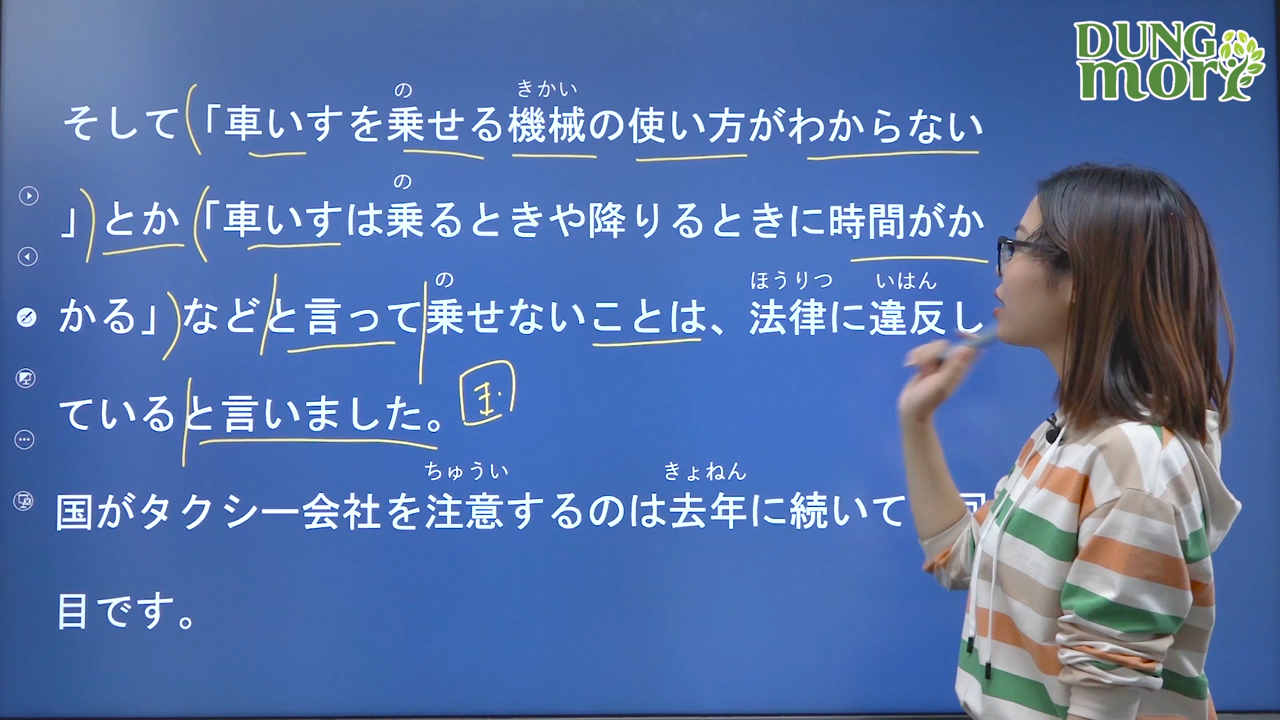 DUNG
mori
の きかい
そして「車いすを乗せる機械の使い方がわからない
の
」とか「車いすは乗るときや降りるときに時間がか
の ほうりつ いはん
かる」などと言って乗せないことは、法律に違反し
ていると言いました。
ちゅうい きょねん
国がタクシー会社を注意するのは去年に続いて
目です。